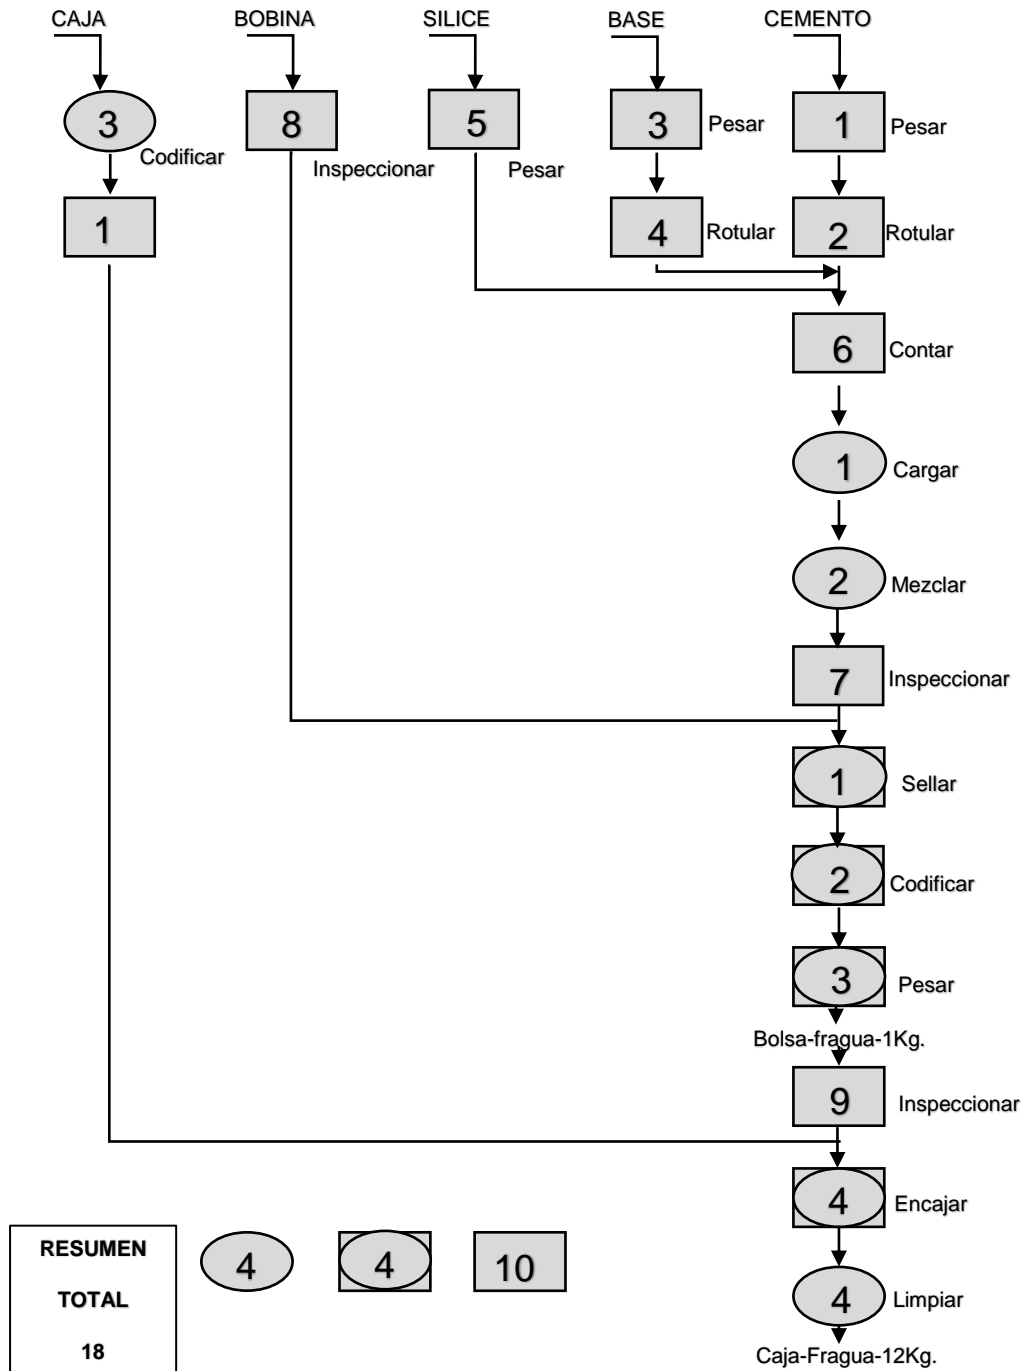 CAJA BOBINA SILICE BASE CEMENTO
3 8 5 3 Pesar 1 Pesar
Codificar Inspeccionar Pesar
1 4 Rotular 2 Rotular
6 Contar
1 Cargar
2 Mezclar
7 Inspeccionar
1 Sellar
2 Codificar
3 Pesar
Bolsa-fragua-1Kg.
9 Inspeccionar
4 Encajar
RESUMEN
4 4 10
TOTAL
4 Limpiar
18
Caja-Fragua-12Kg.